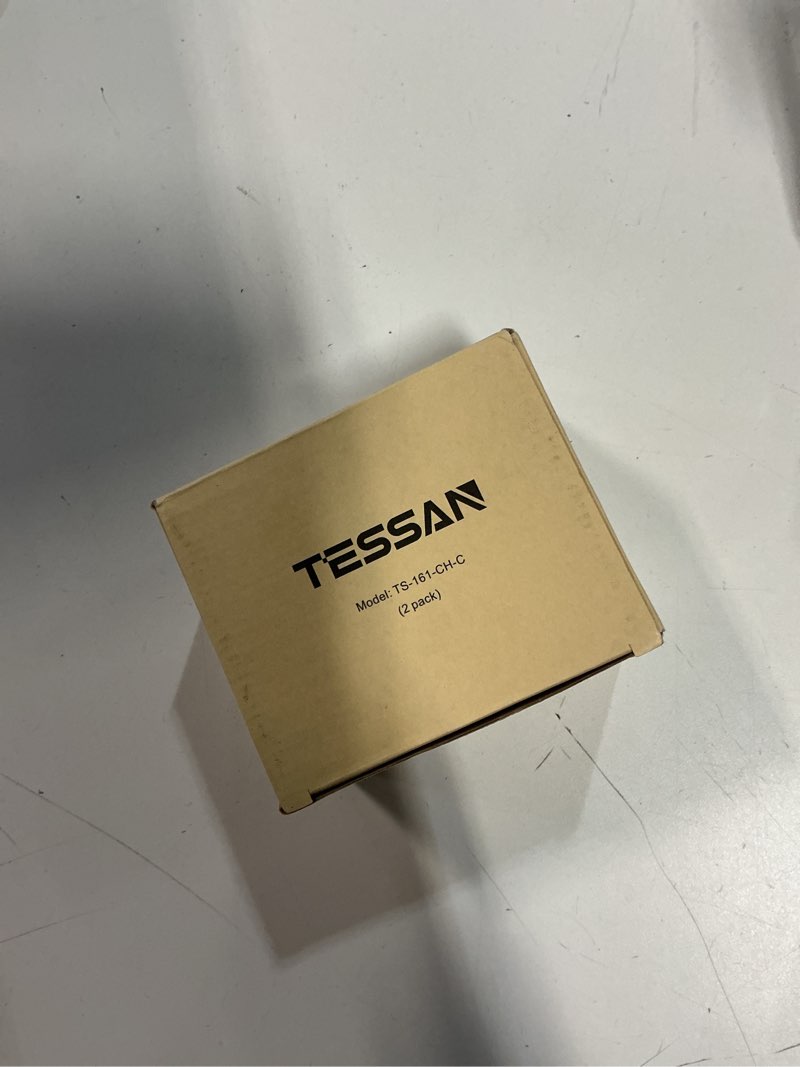 TESSAN
Model: TS-161-CH-C
(2 pack)